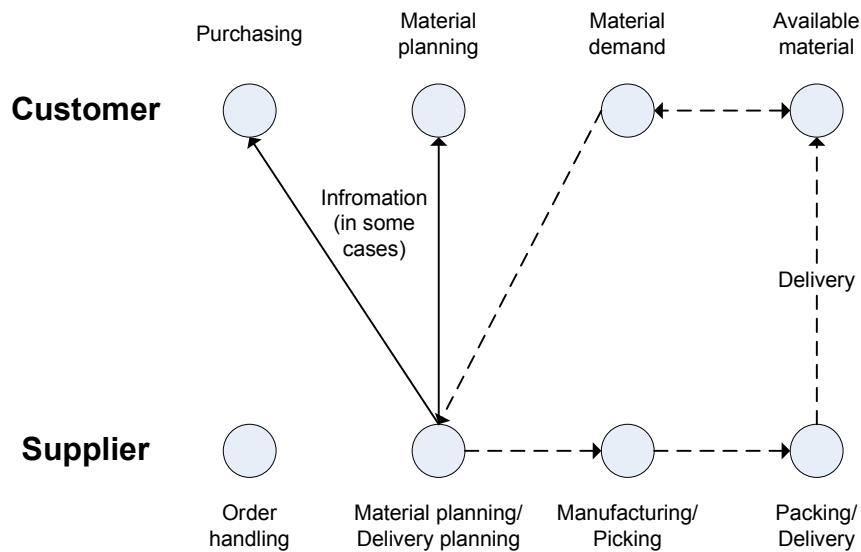 Purchasing
Material
planning
Material
demand
Available
material
Customer
Infromation
(in some
cases)
Delivery
Supplier
Order
handling
Material planning/
Delivery planning
Manufacturing/
Picking
Packing/
Delivery